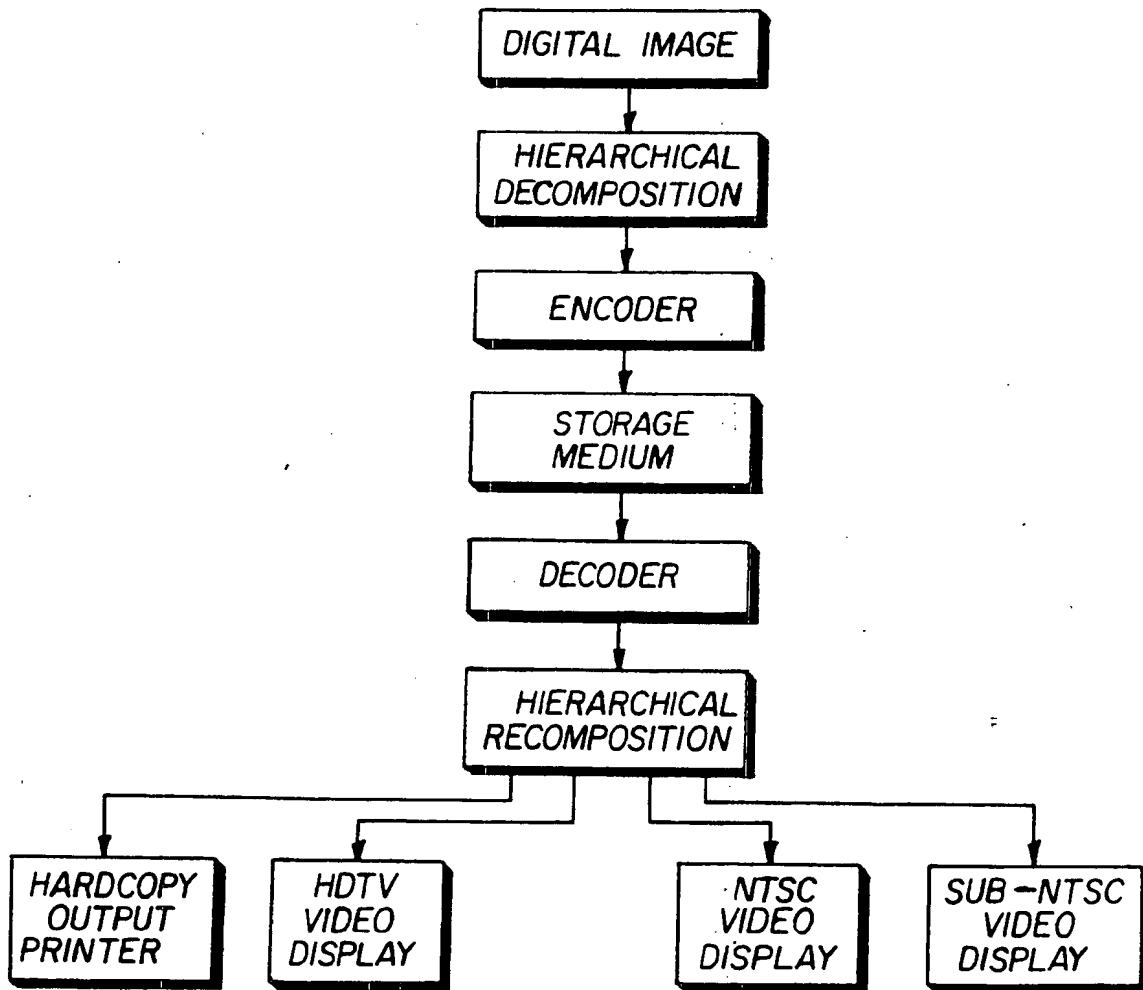 DIGITAL IMAGE
HIERARCHICAL
DECOMPOSITION
ENCODER
STORAGE
MEDIUM
DECODER
HIERARCHICAL
RECOMPOSITION
HARDCOPY
OUTPUT
PRINTER
HDTV
VIDEO
DISPLAY
NTSC
VIDEO
DISPLAY
SUB-NTSC
VIDEO
DISPLAY